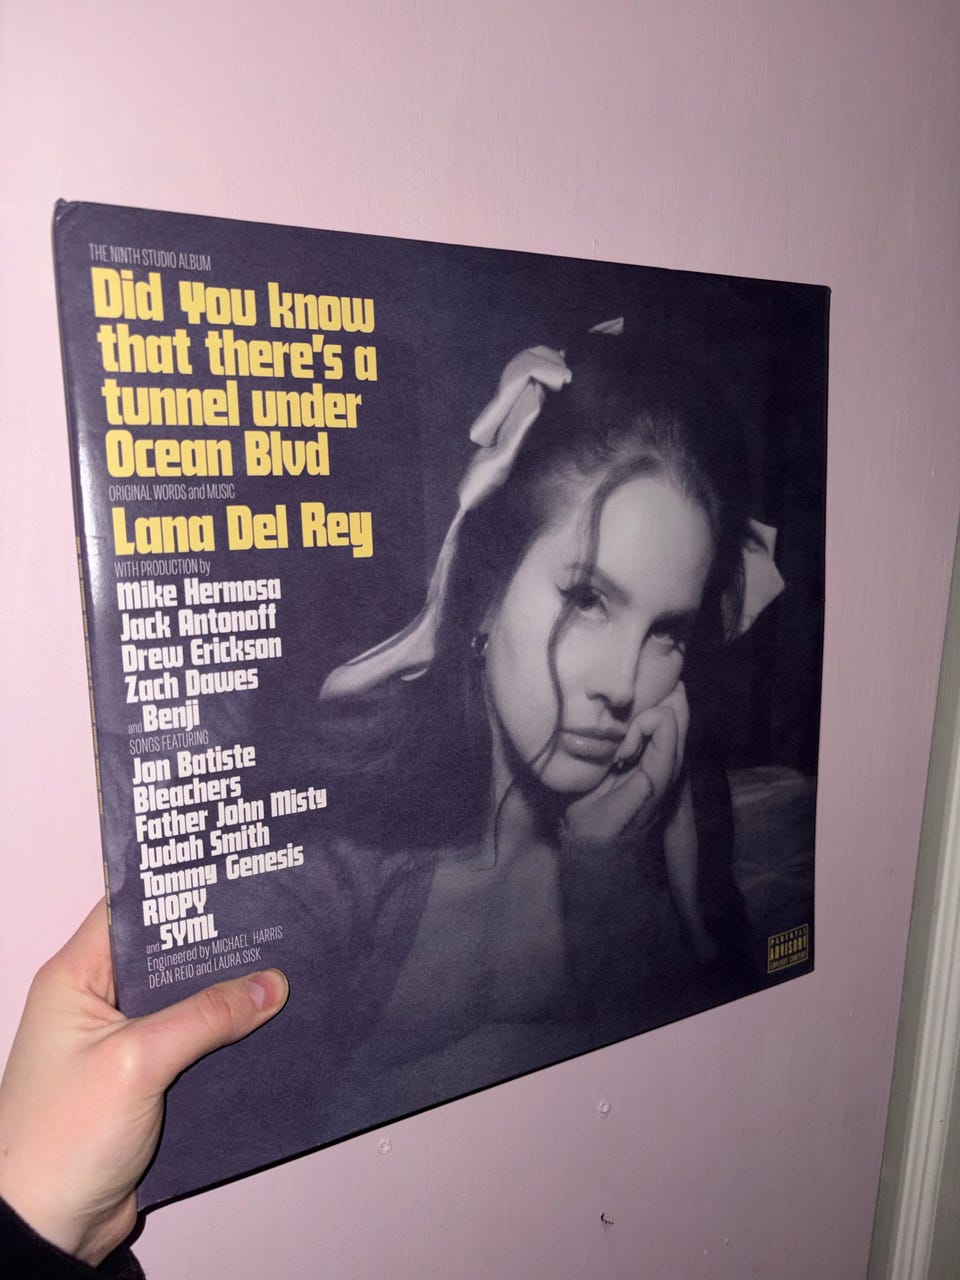 THE NINTH STUDIO ALBUM
Did you know
that there's a
tunnel under
Ocean Blvd
ORIGINAL WORDS and MUSIC
Lana Del Rey
WITH PRODUCTION by
Mike Hermosa
Jack Antonoff
Drew Erickson
Zach Dawes
and Benji
SONGS FEATURING
Jon Batiste
Bleachers
Father John Misty
Judah Smith
Tommy Genesis
RIOPY
and SYML
Engineered by MICHAEL HARRIS
DEAN REID and LAURA SISK
PARENTAL
ADVISORY
EXPLICIT CONTENT